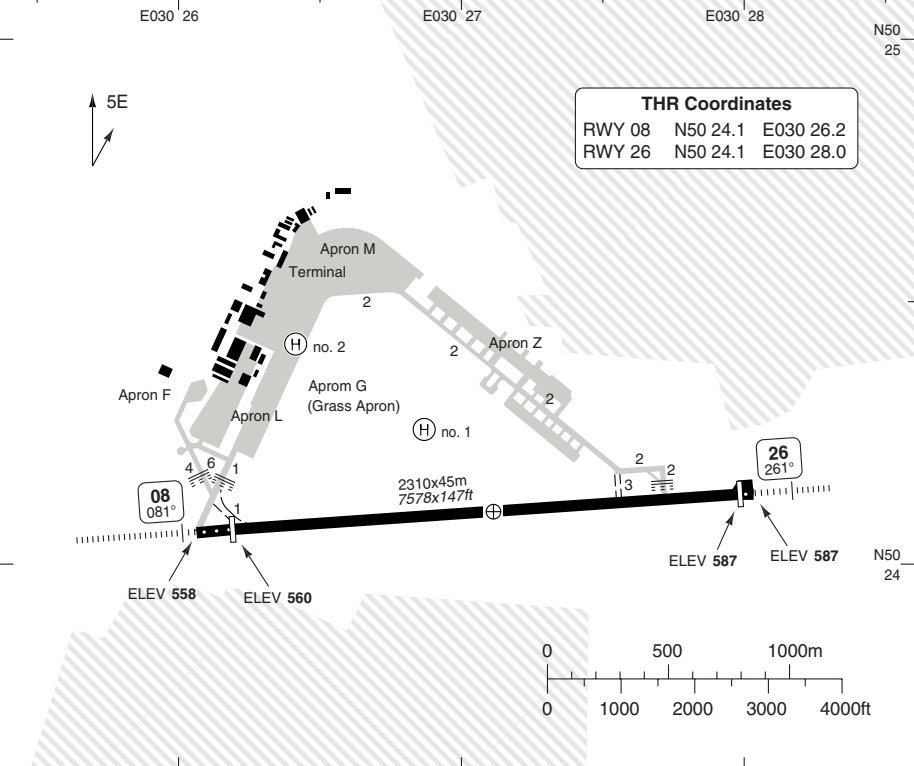 E030 26
E030 27
E030 28
N50
25
5E
THR Coordinates
RWY 08 N50 24.1 E030 26.2
RWY 26 N50 24.1 E030 28.0
Apron M
Terminal
2
H no. 2
2
Apron Z
Apron F
Aprom G
(Grass Apron)
2
Apron L
H no. 1
4
6
1
2
2
3
26
261°
08
081°
2310x45m
7578x147ft
1
ELEV 587
ELEV 587
N50
24
ELEV 558
ELEV 560
0 500 1000m
0 1000 2000 3000 4000ft